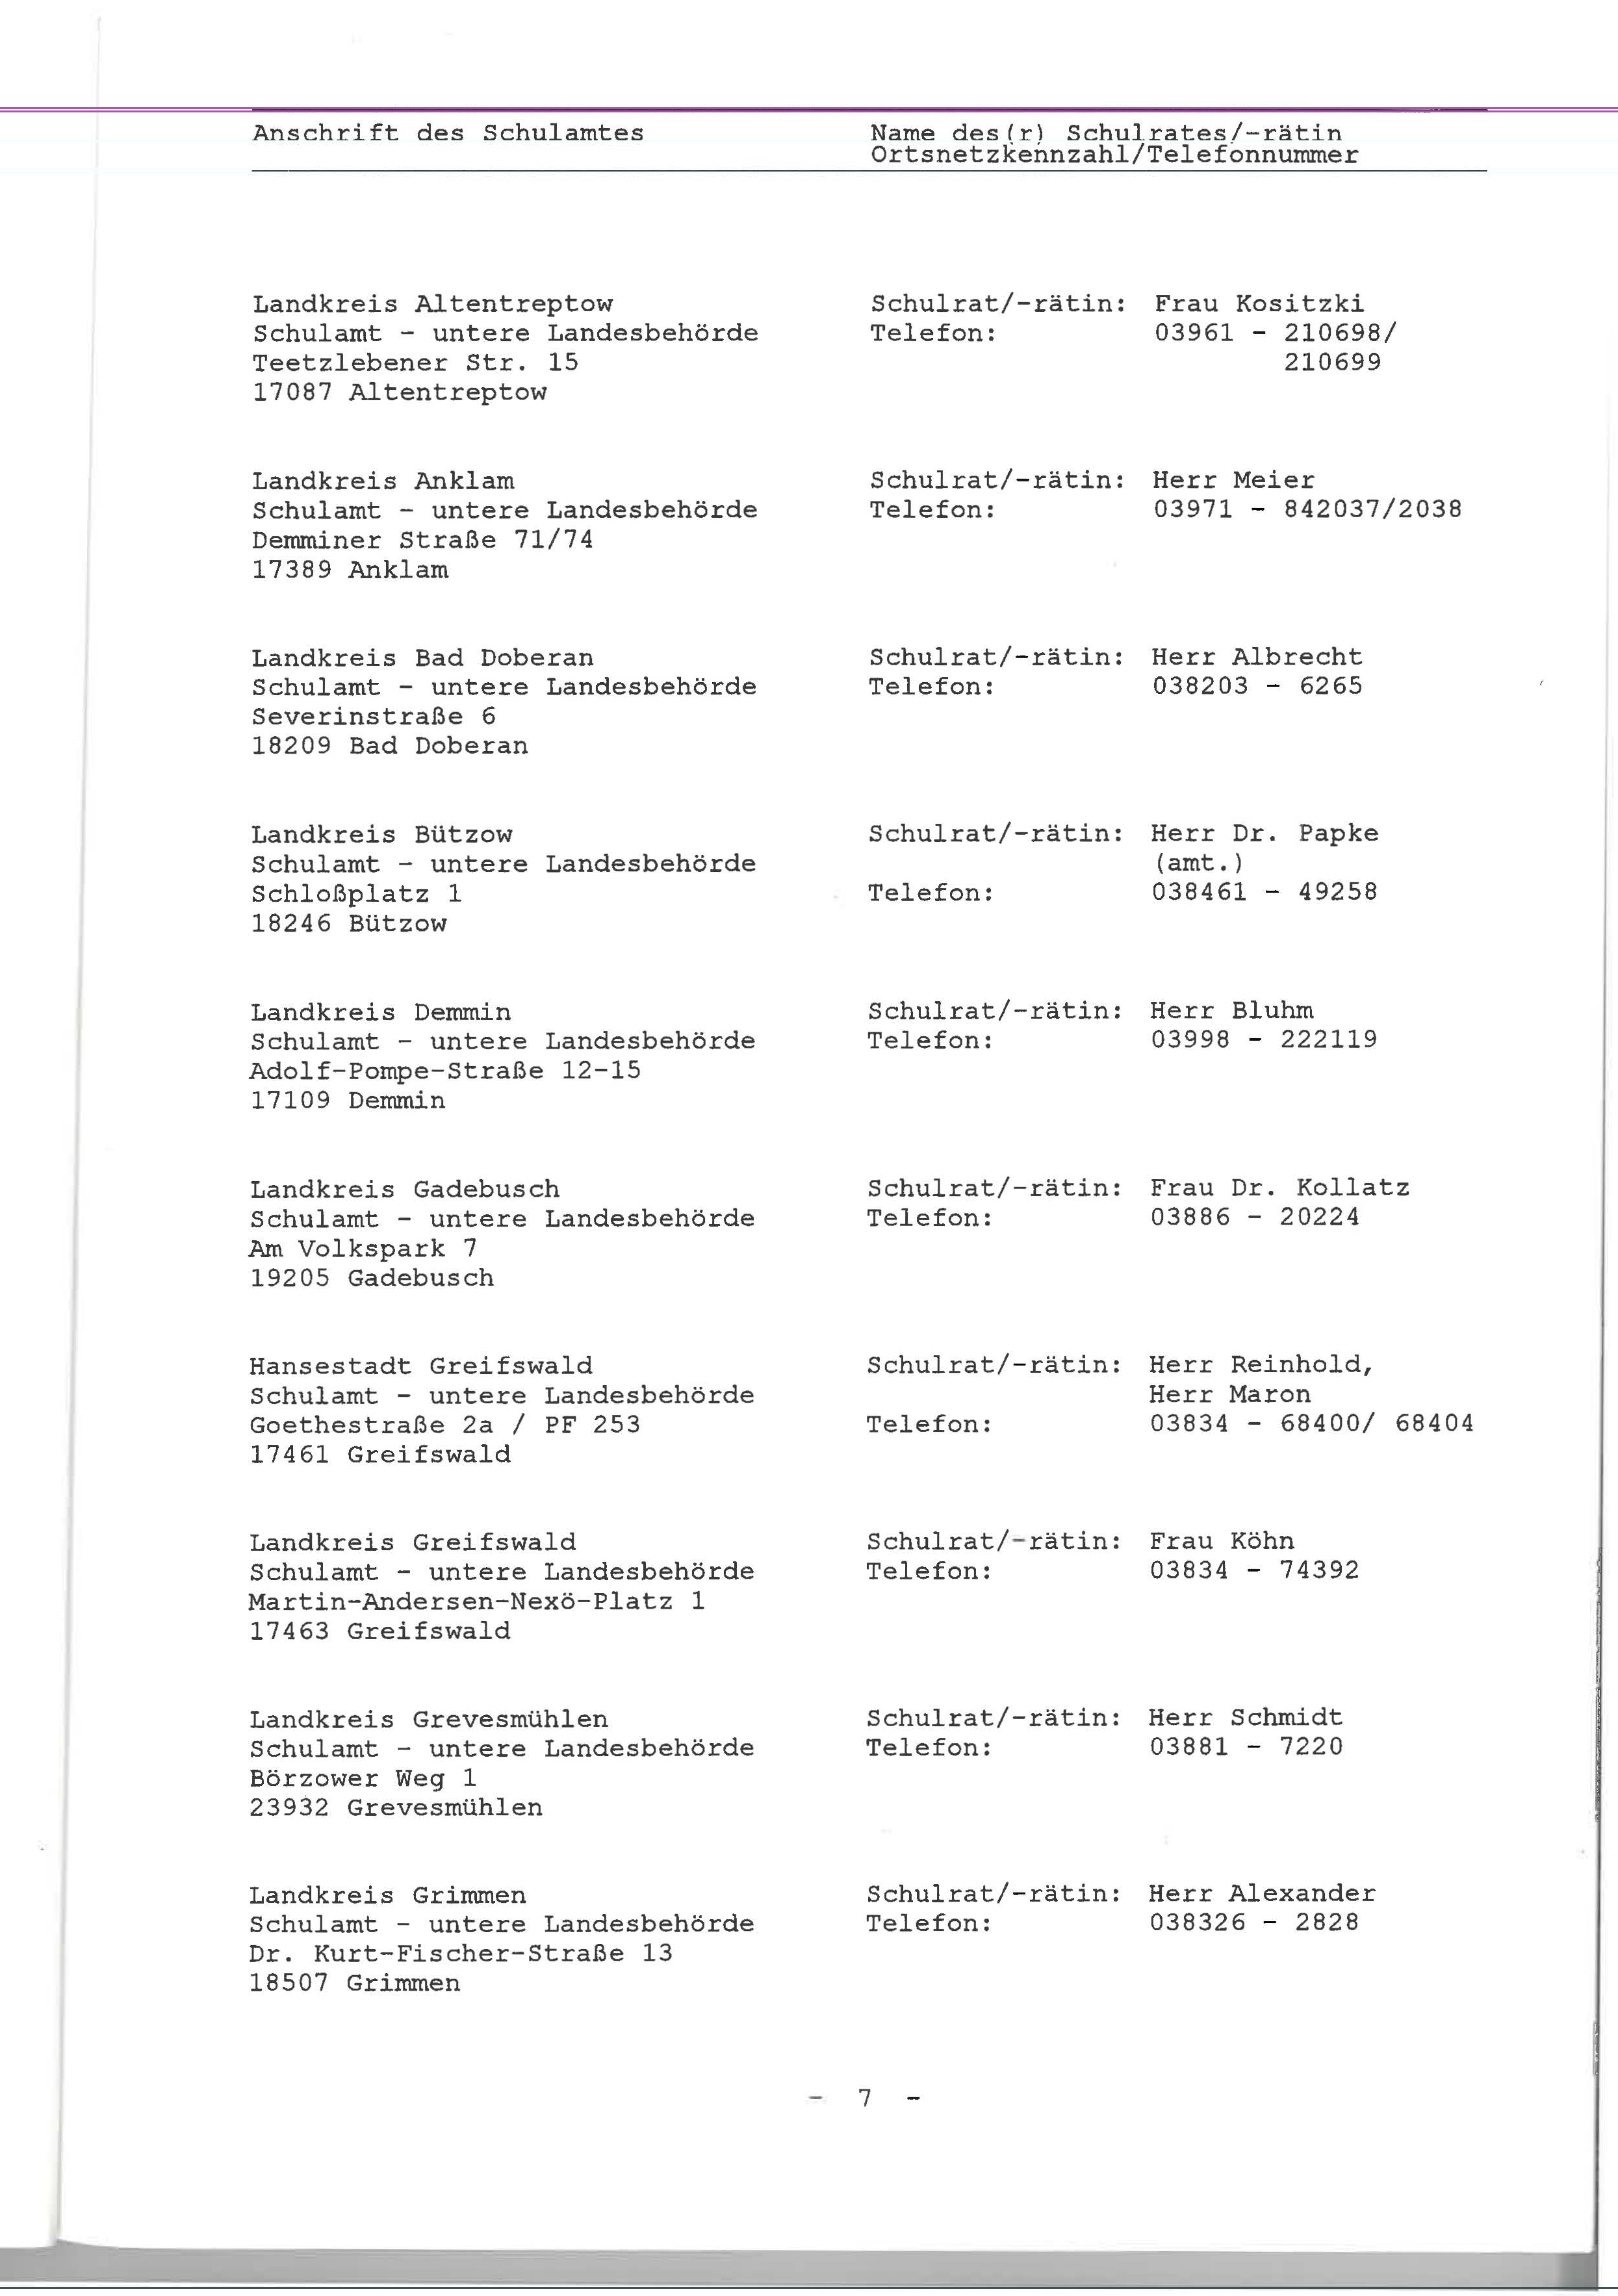 Anschrift des Schulamtes
Name des(r) Schulrates/-rätin
Ortsnetzkennzahl/Telefonnummer
Landkreis Altentreptow
Schulamt - untere Landesbehörde
Teetzlebener Str. 15
17087 Altentreptow
Schulrat/-rätin: Frau Kositzki
Telefon: 03961 - 210698/
210699
Landkreis Anklam
Schulamt - untere Landesbehörde
Demminer Straße 71/74
17389 Anklam
Schulrat/-rätin: Herr Meier
Telefon: 03971 - 842037/2038
Landkreis Bad Doberan
Schulamt - untere Landesbehörde
Severinstraße 6
18209 Bad Doberan
Schulrat/-rätin: Herr Albrecht
Telefon: 038203 - 6265
Landkreis Bützow
Schulamt - untere Landesbehörde
Schloßplatz 1
18246 Bützow
Schulrat/-rätin: Herr Dr. Papke
(amt.)
Telefon: 038461 - 49258
Landkreis Demmin
Schulamt - untere Landesbehörde
Adolf-Pompe-Straße 12-15
17109 Demmin
Schulrat/-rätin: Herr Bluhm
Telefon: 03998 - 222119
Landkreis Gadebusch
Schulamt - untere Landesbehörde
Am Volkspark 7
19205 Gadebusch
Schulrat/-rätin: Frau Dr. Kollatz
Telefon: 03886 - 20224
Hansestadt Greifswald
Schulamt - untere Landesbehörde
Goethestraße 2a / PF 253
17461 Greifswald
Schulrat/-rätin: Herr Reinhold,
Herr Maron
Telefon: 03834 - 68400/ 68404
Landkreis Greifswald
Schulamt - untere Landesbehörde
Martin-Andersen-Nexö-Platz 1
17463 Greifswald
Schulrat/-rätin: Frau Köhn
Telefon: 03834 - 74392
Landkreis Grevesmühlen
Schulamt - untere Landesbehörde
Börzower Weg 1
23932 Grevesmühlen
Schulrat/-rätin: Herr Schmidt
Telefon: 03881 - 7220
Landkreis Grimmen
Schulamt - untere Landesbehörde
Dr. Kurt-Fischer-Straße 13
18507 Grimmen
Schulrat/-rätin: Herr Alexander
Telefon: 038326 - 2828
- 7 -